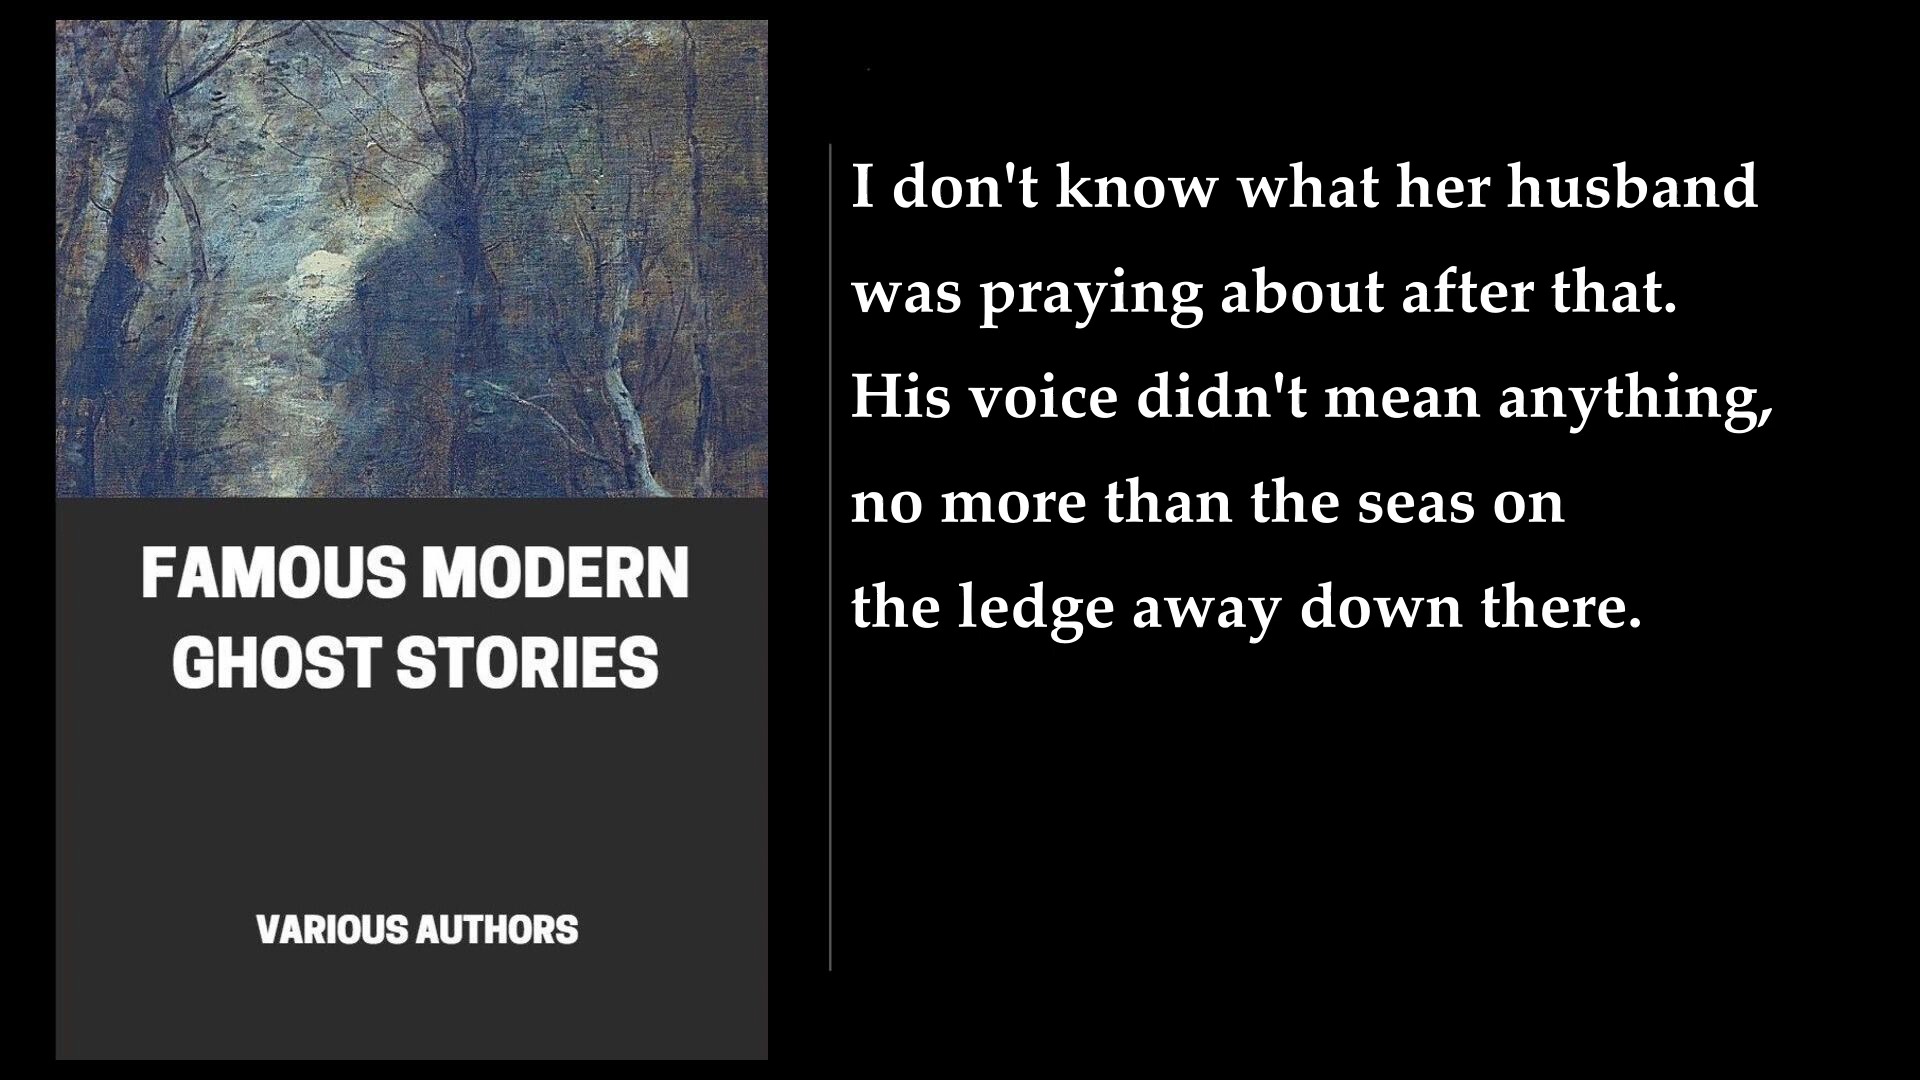 FAMOUS MODERN
GHOST STORIES
VARIOUS AUTHORS
I don't know what her husband
was praying about after that.
His voice didn't mean anything,
no more than the seas on
the ledge away down there.